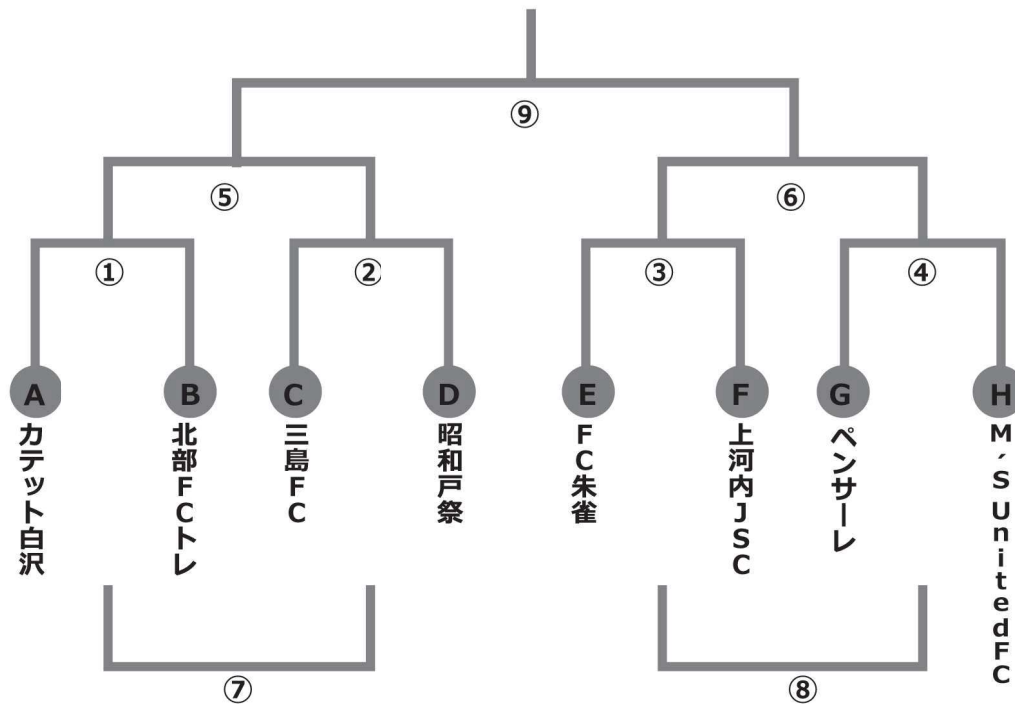 ⑨
⑤
⑥
①
②
③
④
A
B
C
D
E
F
G
H
カテット白沢
北部FCトレ
三島FC
昭和戸祭
FC朱雀
上河内JSC
ペンサーレ
M´SUnitedFC
⑦
⑧